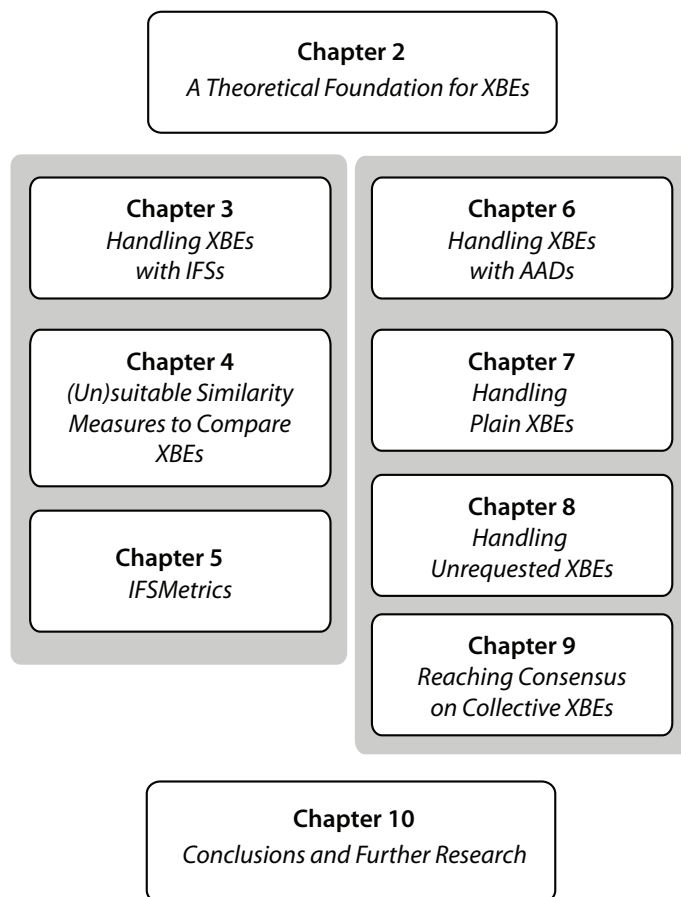 Chapter 2
A Theoretical Foundation for XBEs
Chapter 3
Handling XBEs
with IFSs
Chapter 4
(Un)suitable Similarity
Measures to Compare
XBEs
Chapter 5
IFSMetrics
Chapter 6
Handling XBEs
with AADs
Chapter 7
Handling
Plain XBEs
Chapter 8
Handling
Unrequested XBEs
Chapter 9
Reaching Consensus
on Collective XBEs
Chapter 10
Conclusions and Further Research